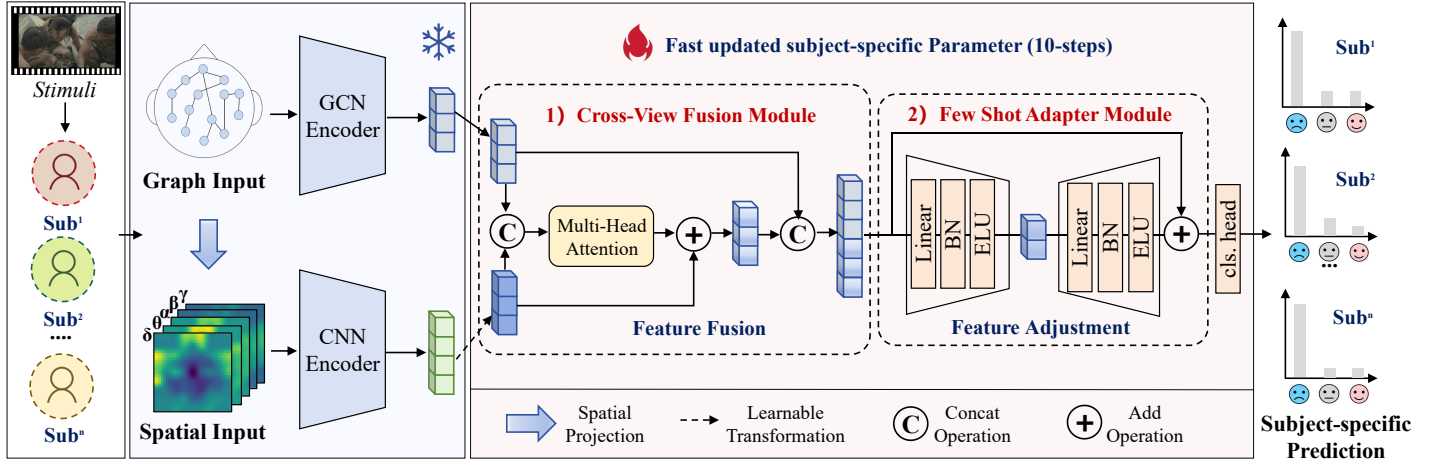 Stimuli
Sub¹
Sub²
....
Subⁿ
Graph Input
δ θ α β γ
Spatial Input
GCN
Encoder
CNN
Encoder
Fast updated subject-specific Parameter (10-steps)
1) Cross-View Fusion Module
C
Multi-Head
Attention
+
C
Feature Fusion
2) Few Shot Adapter Module
Linear
BN
ELU
Linear
BN
ELU
+
Feature Adjustment
cls. head
Spatial
Projection
Learnable
Transformation
C
Concat
Operation
+
Add
Operation
Sub¹
Sub²
...
Subⁿ
Subject-specific
Prediction